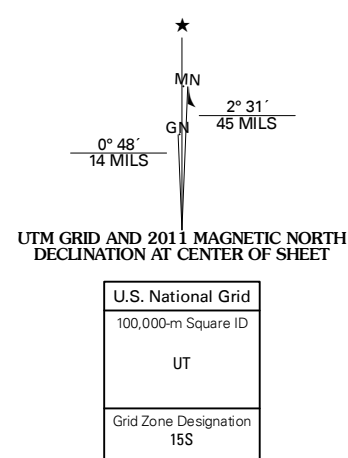 ★
MN
GN
2° 31´
45 MILS
0° 48´
14 MILS
UTM GRID AND 2011 MAGNETIC NORTH
DECLINATION AT CENTER OF SHEET
U.S. National Grid
100,000-m Square ID
UT
Grid Zone Designation
15S